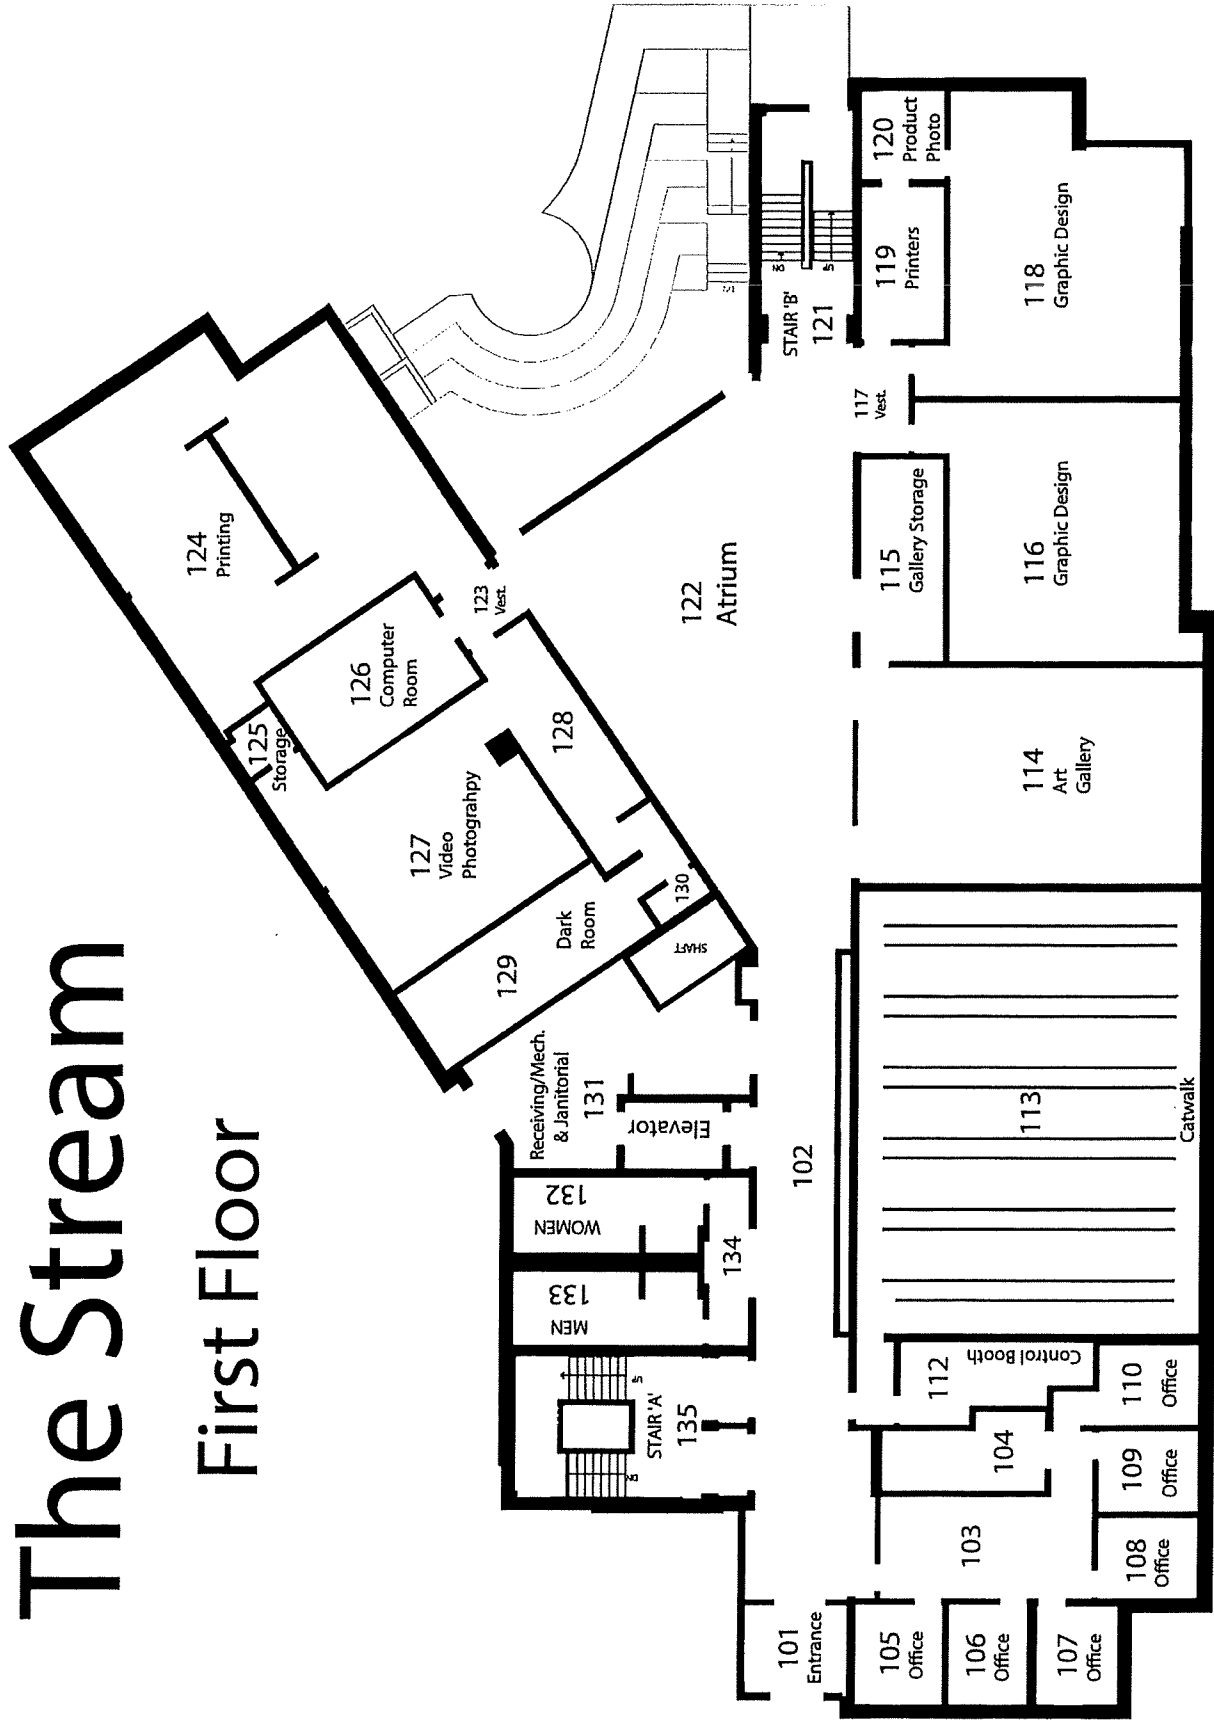 The Stream
First Floor
124
Printing
125
Storage
126
Computer
Room
123
Vest.
127
Video
Photograhpy
128
129
Dark
Room
130
SHAFT
Receiving/Mech.
& Janitorial
131
Elevator
WOMEN
132
MEN
133
134
STAIR 'A'
135
UP
DN
102
122
Atrium
STAIR 'B'
121
DN
UP
120
Product
Photo
119
Printers
118
Graphic Design
117
Vest.
116
Graphic Design
115
Gallery Storage
114
Art
Gallery
113
Catwalk
112
Control Booth
104
103
110
Office
109
Office
108
Office
107
Office
106
Office
105
Office
101
Entrance